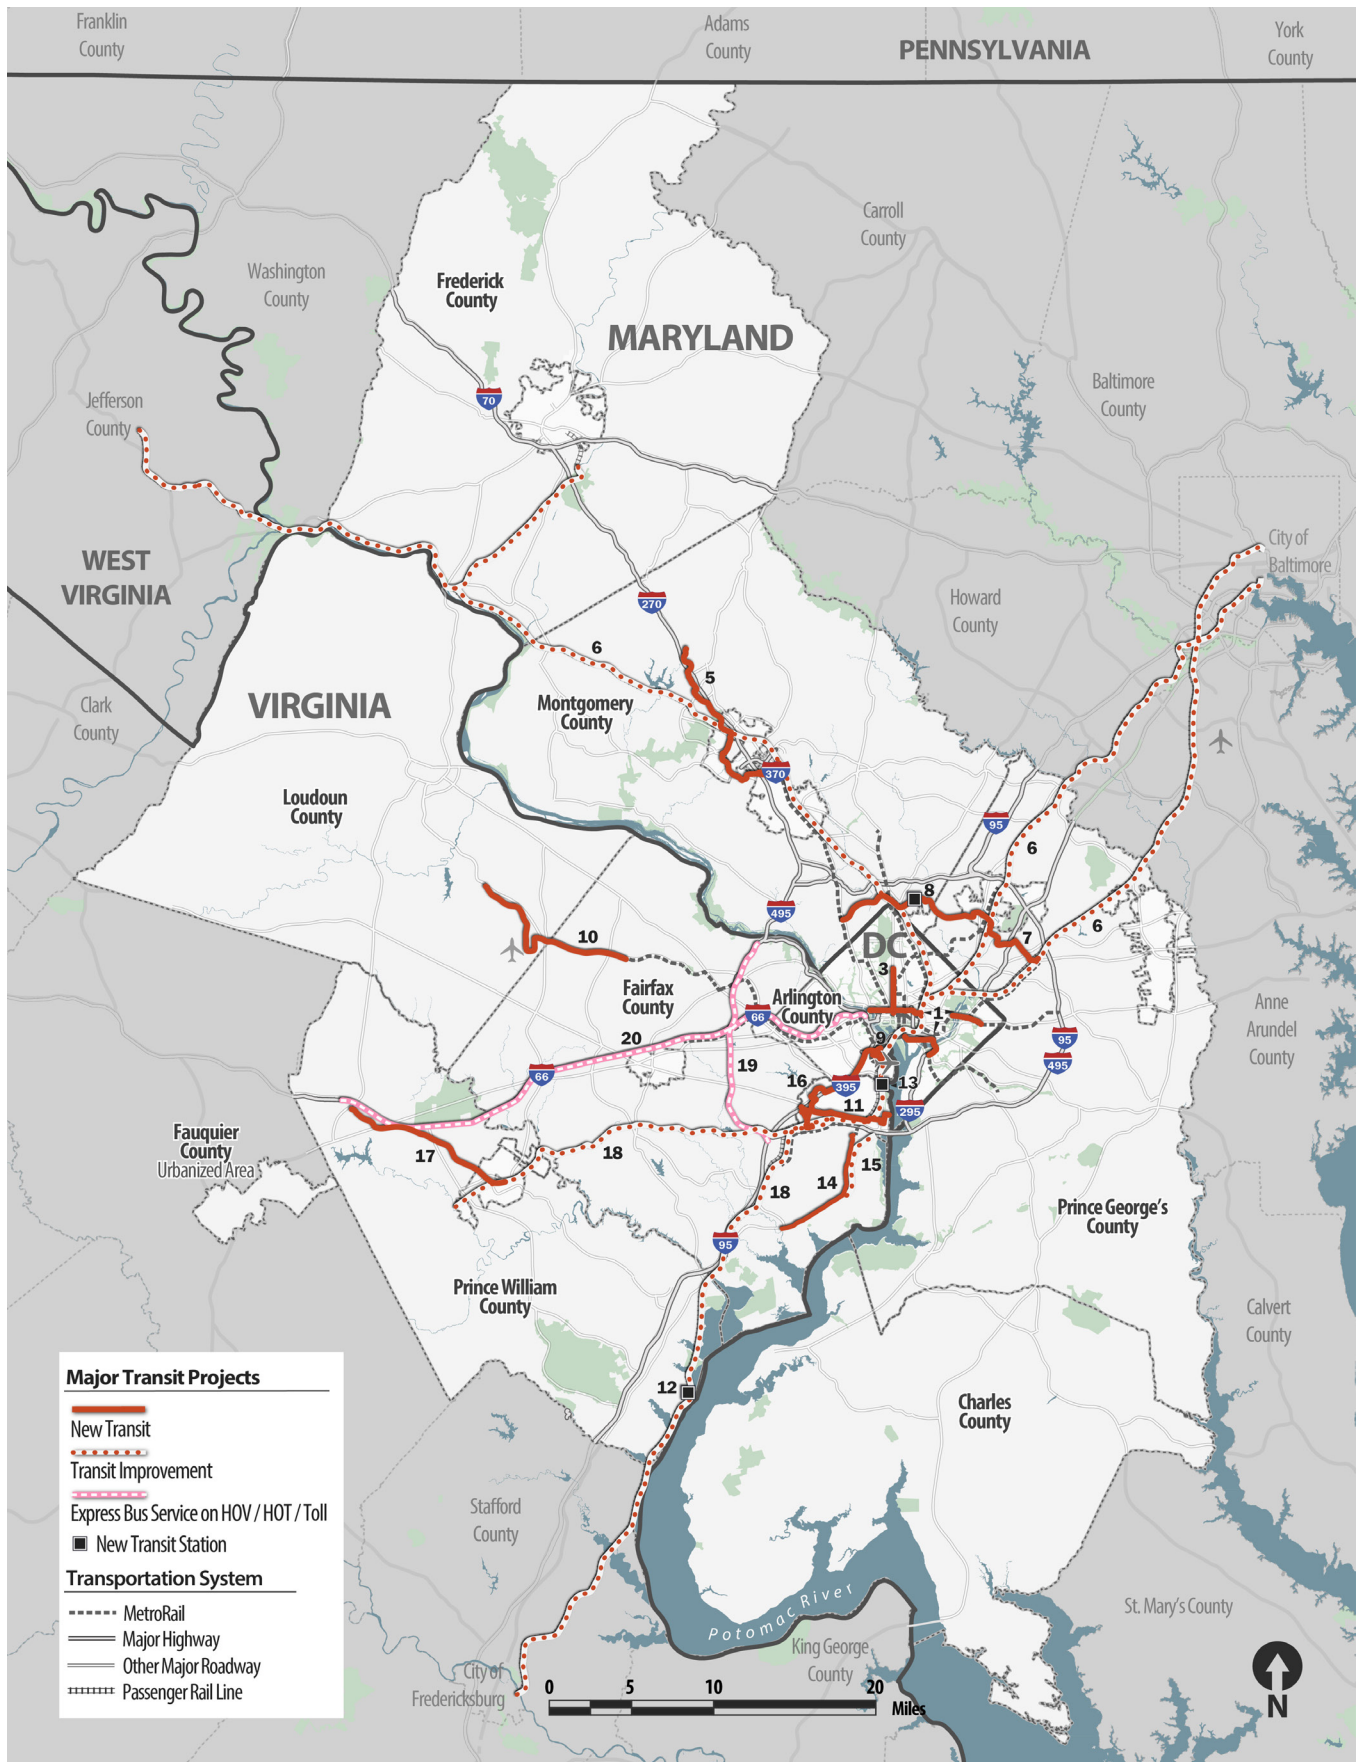 Franklin
County
Adams
County
PENNSYLVANIA
York
County
Carroll
County
Washington
County
Frederick
County
MARYLAND
Baltimore
County
Jefferson
County
70
City of
Baltimore
WEST
VIRGINIA
270
Howard
County
6
5
Clark
County
VIRGINIA
Montgomery
County
370
Loudoun
County
95
6
8
495
6
10
DC
7
3
Fairfax
County
Arlington
County
66
1
Anne
Arundel
County
20
9
95
19
495
66
16
395
13
11
295
Fauquier
County
Urbanized Area
17
18
15
14
18
Prince George's
County
95
Prince William
County
Calvert
County
12
Charles
County
Major Transit Projects
New Transit
Transit Improvement
Express Bus Service on HOV / HOT / Toll
New Transit Station
Transportation System
MetroRail
Major Highway
Other Major Roadway
Passenger Rail Line
Stafford
County
Potomac River
St. Mary's County
King George
County
City of
Fredericksburg
0 5 10 20
Miles
N